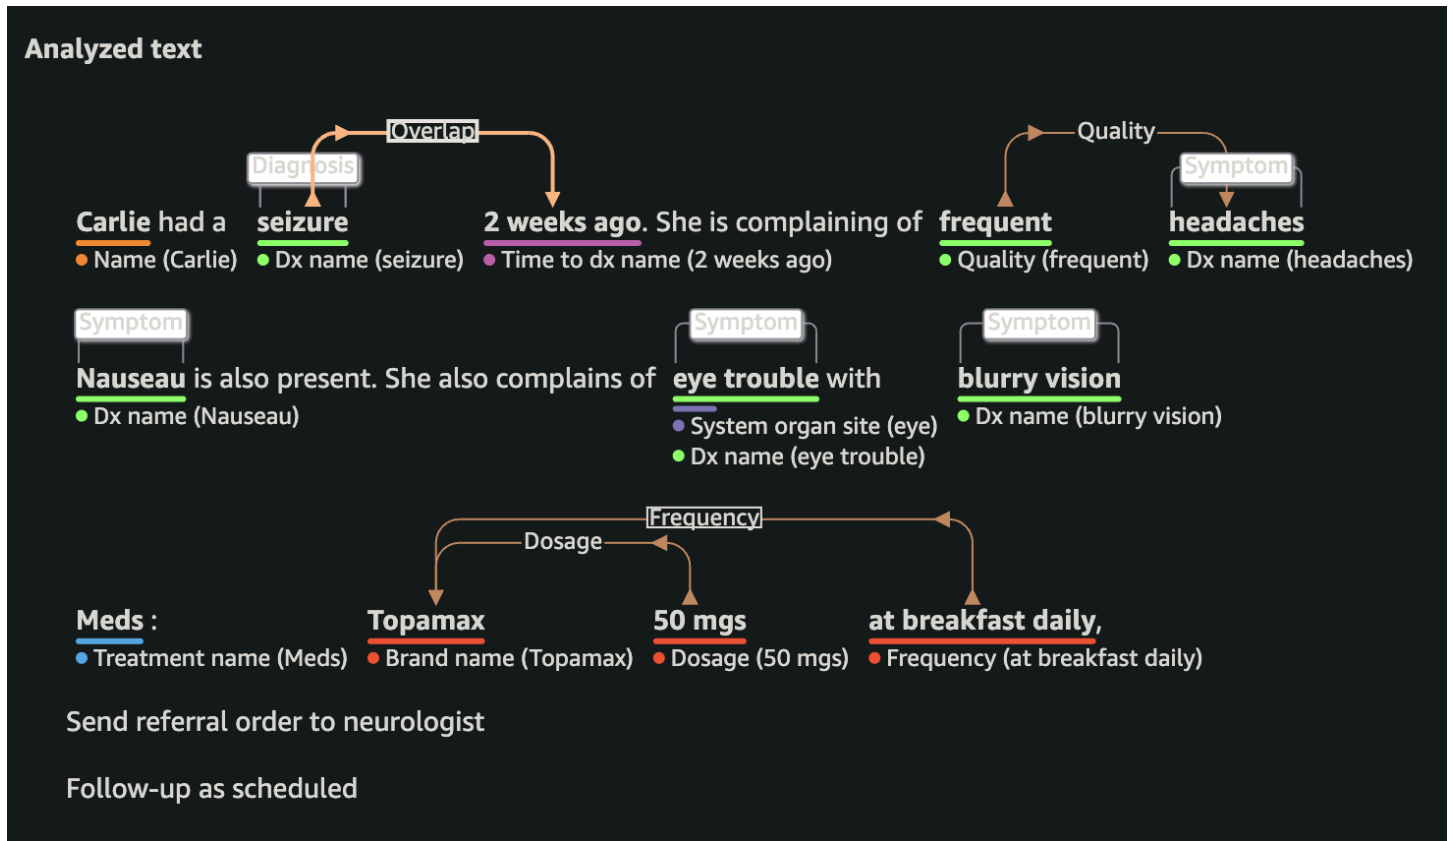 Analyzed text
Overlap Quality
Diagnosis Symptom
Carlie had a seizure 2 weeks ago. She is complaining of frequent headaches
Name (Carlie) Dx name (seizure) Time to dx name (2 weeks ago) Quality (frequent) Dx name (headaches)
Symptom Symptom Symptom
Nauseau is also present. She also complains of eye trouble with blurry vision
Dx name (Nauseau) System organ site (eye) Dx name (blurry vision)
Dx name (eye trouble)
Frequency
Dosage
Meds : Topamax 50 mgs at breakfast daily,
Treatment name (Meds) Brand name (Topamax) Dosage (50 mgs) Frequency (at breakfast daily)
Send referral order to neurologist
Follow-up as scheduled